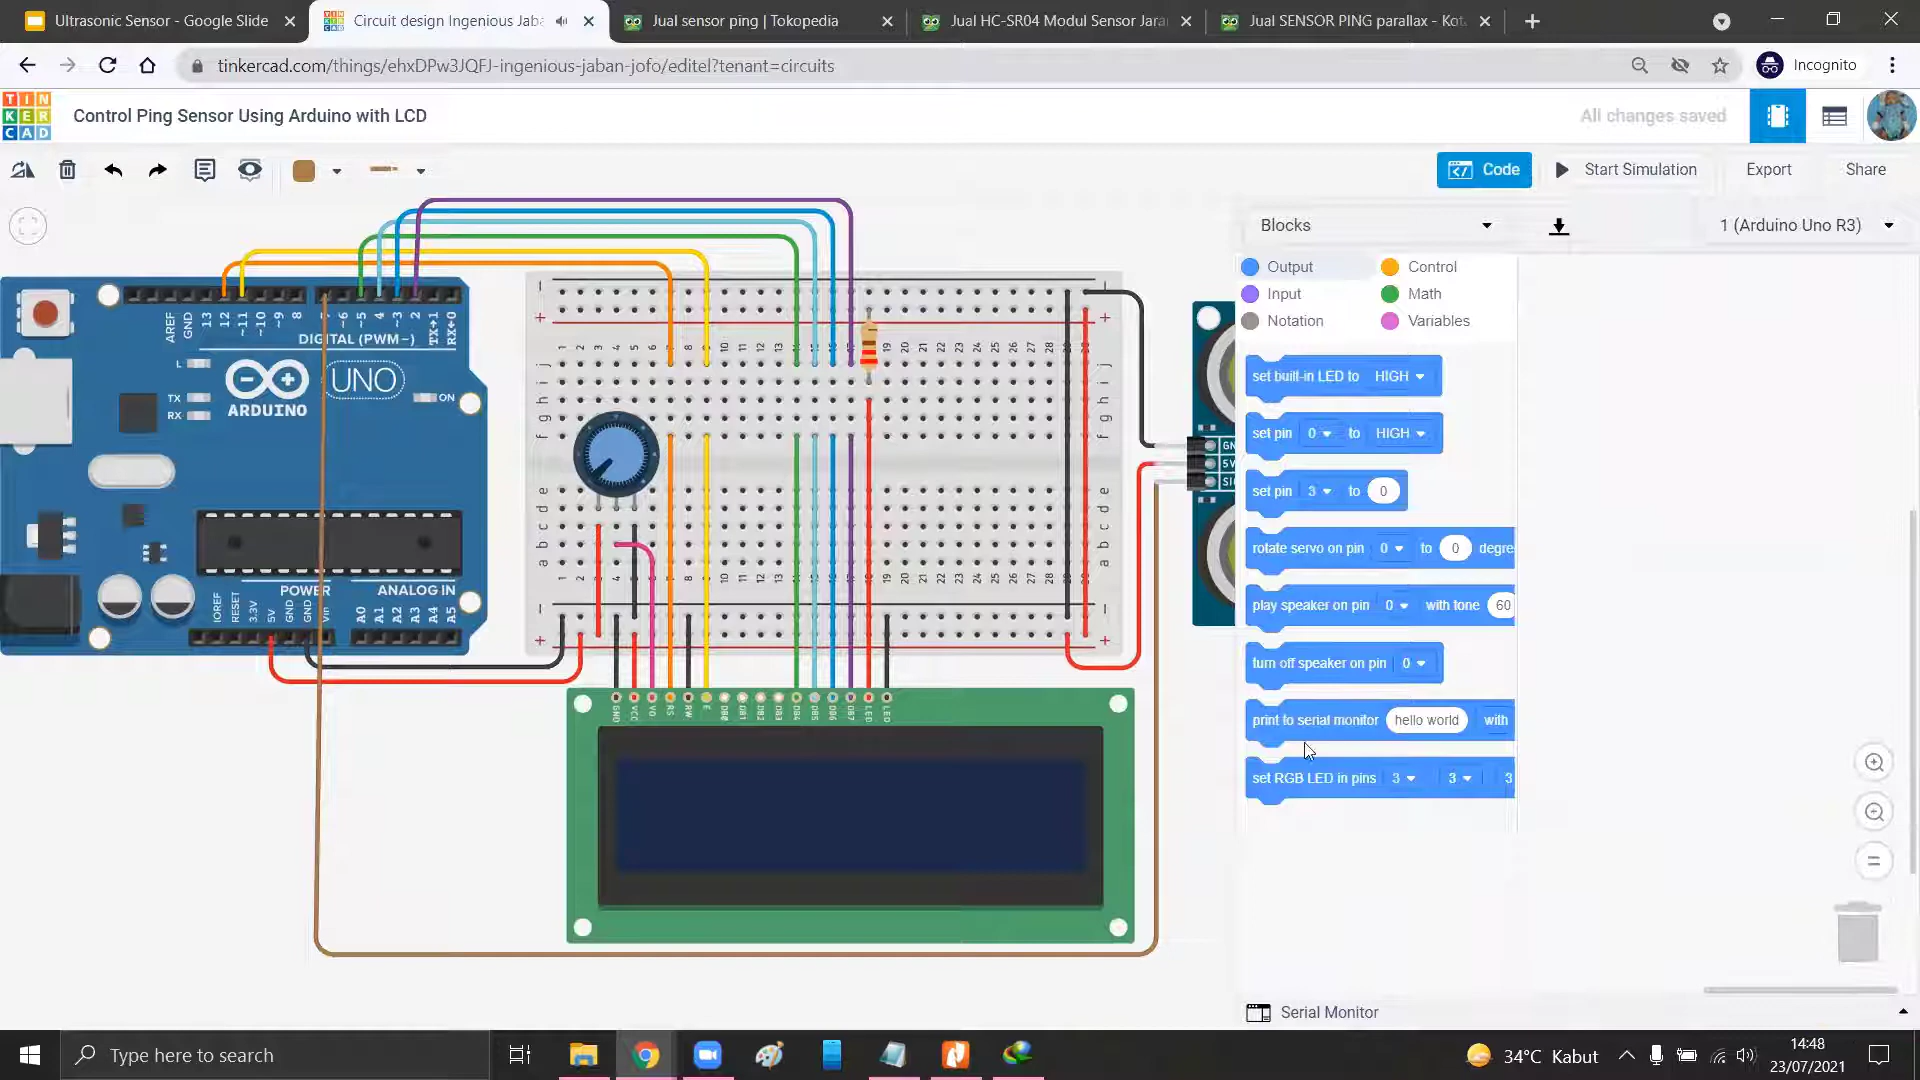 Ultrasonic Sensor - Google Slide
Circuit design Ingenious Jaba
Jual sensor ping | Tokopedia
Jual HC-SR04 Modul Sensor Jara
Jual SENSOR PING parallax - Kot
tinkercad.com/things/ehxDPw3JQFJ-ingenious-jaban-jofo/editel?tenant=circuits
Incognito
TIN
KER
CAD
Control Ping Sensor Using Arduino with LCD
All changes saved
Code
Start Simulation
Export
Share
Blocks
1 (Arduino Uno R3)
Output
Control
Input
Math
Notation
Variables
set built-in LED to HIGH
set pin 0 to HIGH
set pin 3 to 0
rotate servo on pin 0 to 0 degre
play speaker on pin 0 with tone 60
turn off speaker on pin 0
print to serial monitor hello world with
set RGB LED in pins 3 3 3
Serial Monitor
AREF
GND
13
12
~11
~10
~9
8
~6
~5
4
~3
2
TX→1
RX←0
DIGITAL (PWM~)
L
TX
RX
ARDUINO
UNO
ON
POWER
ANALOG IN
IOREF
RESET
3.3V
5V
GND
GND
Vin
A0
A1
A2
A3
A4
A5
GND
VCC
V0
RS
RW
E
DB0
DB1
DB2
DB3
DB4
DB5
DB6
DB7
LED
LED
Type here to search
34°C Kabut
14:48
23/07/2021